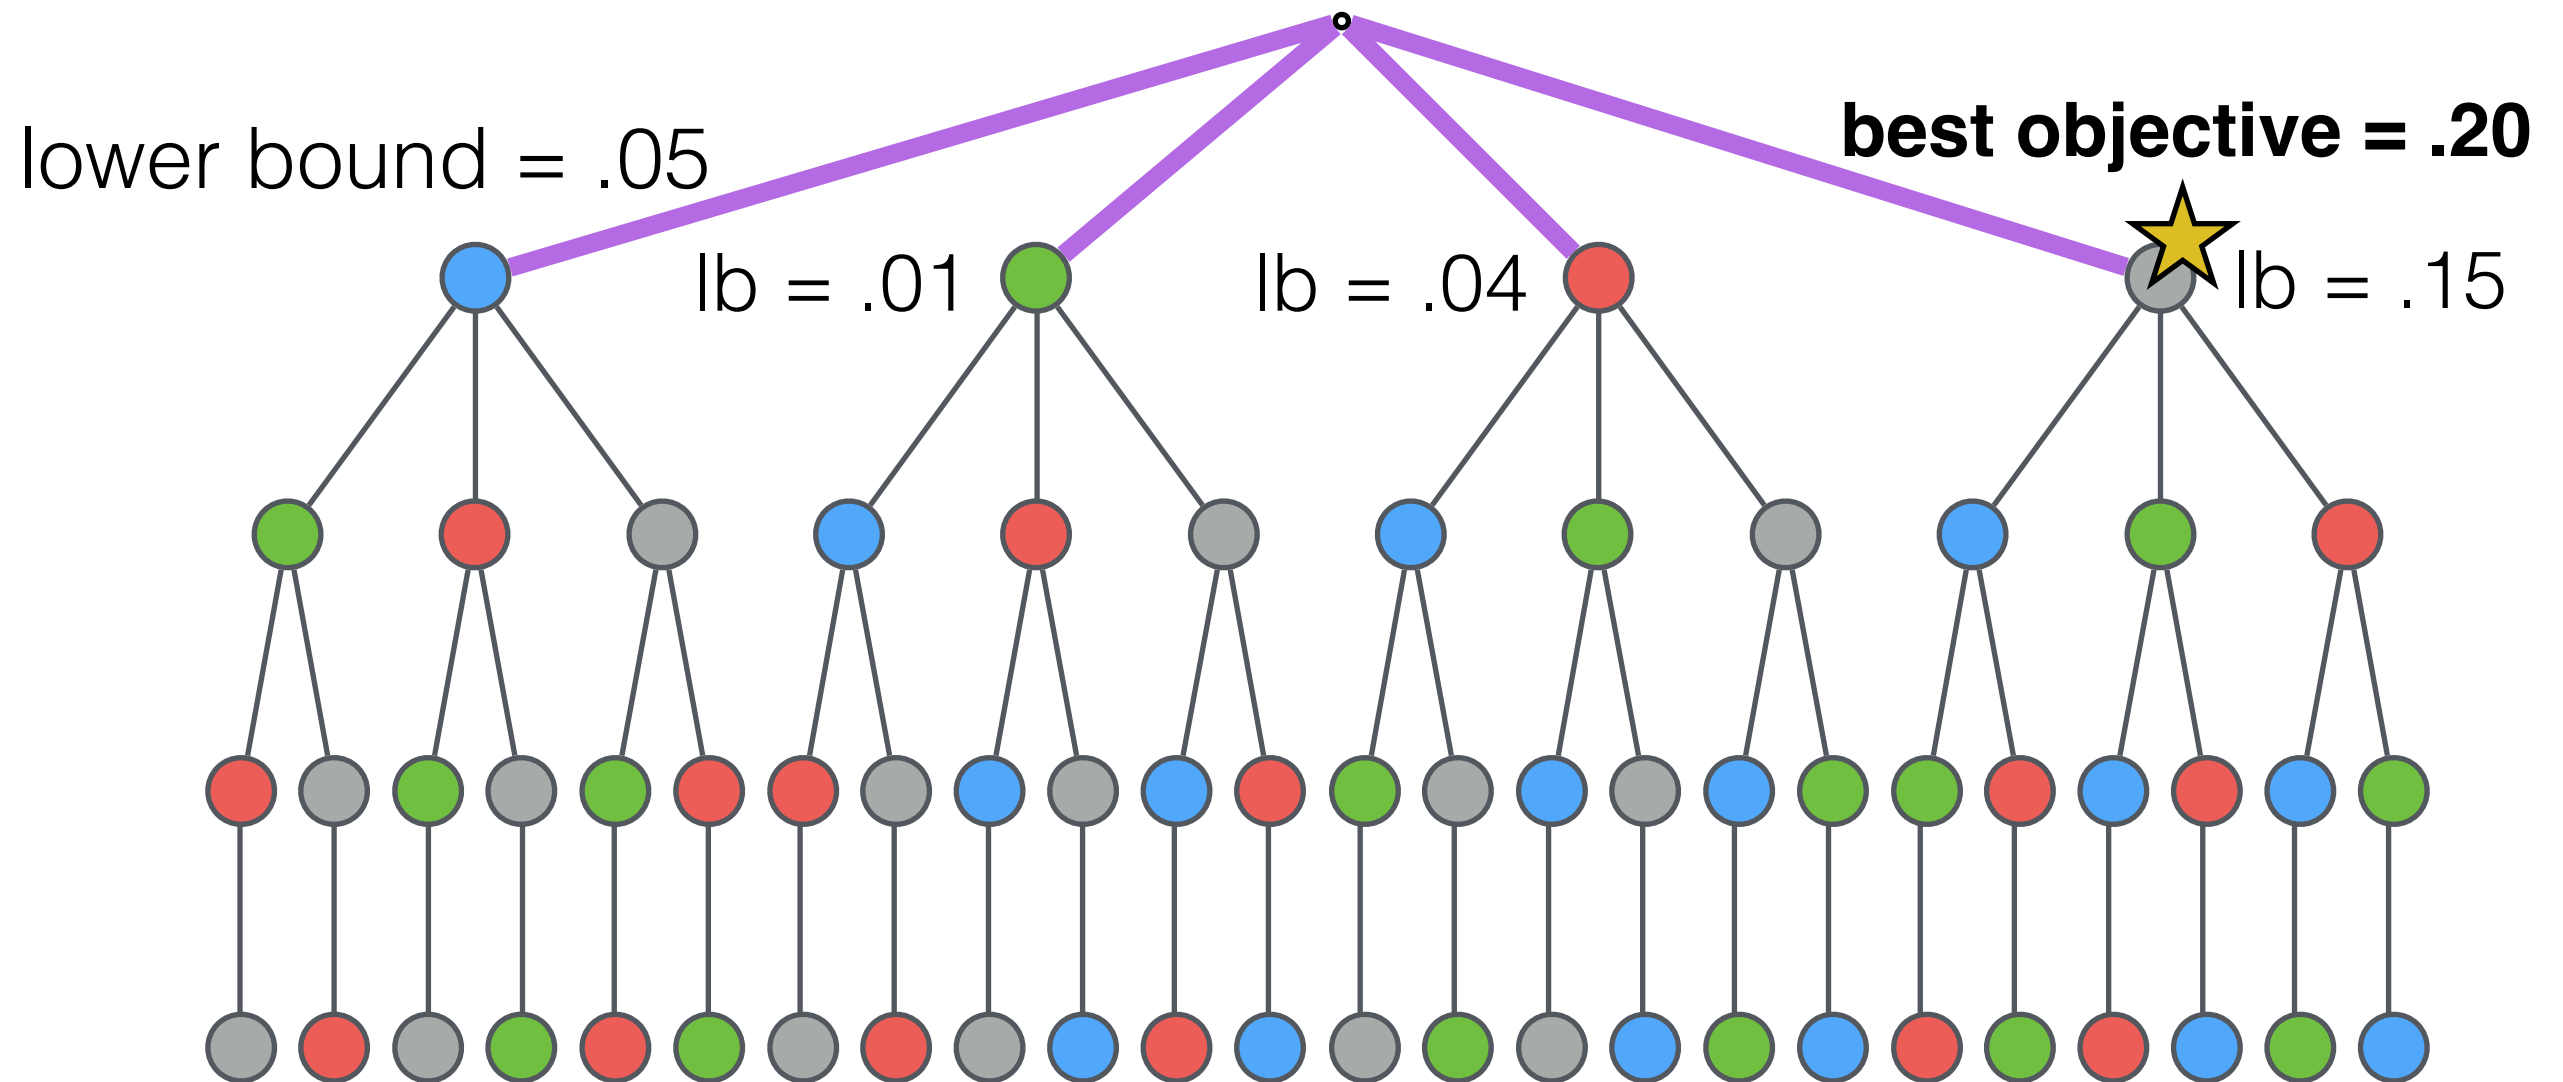 best objective = .20
lower bound = .05
lb = .01
lb = .04
lb = .15